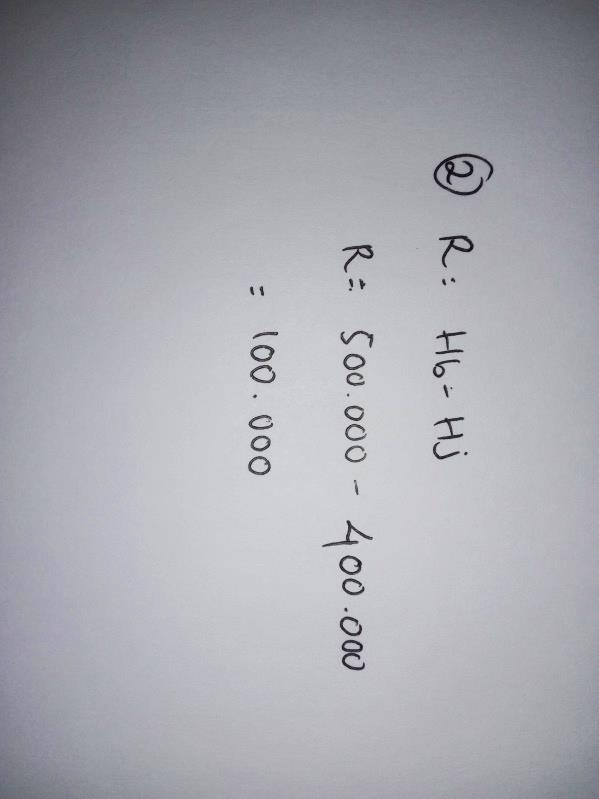 ② R: Hb - Hj
R = 500.000 - 400.000
= 100.000